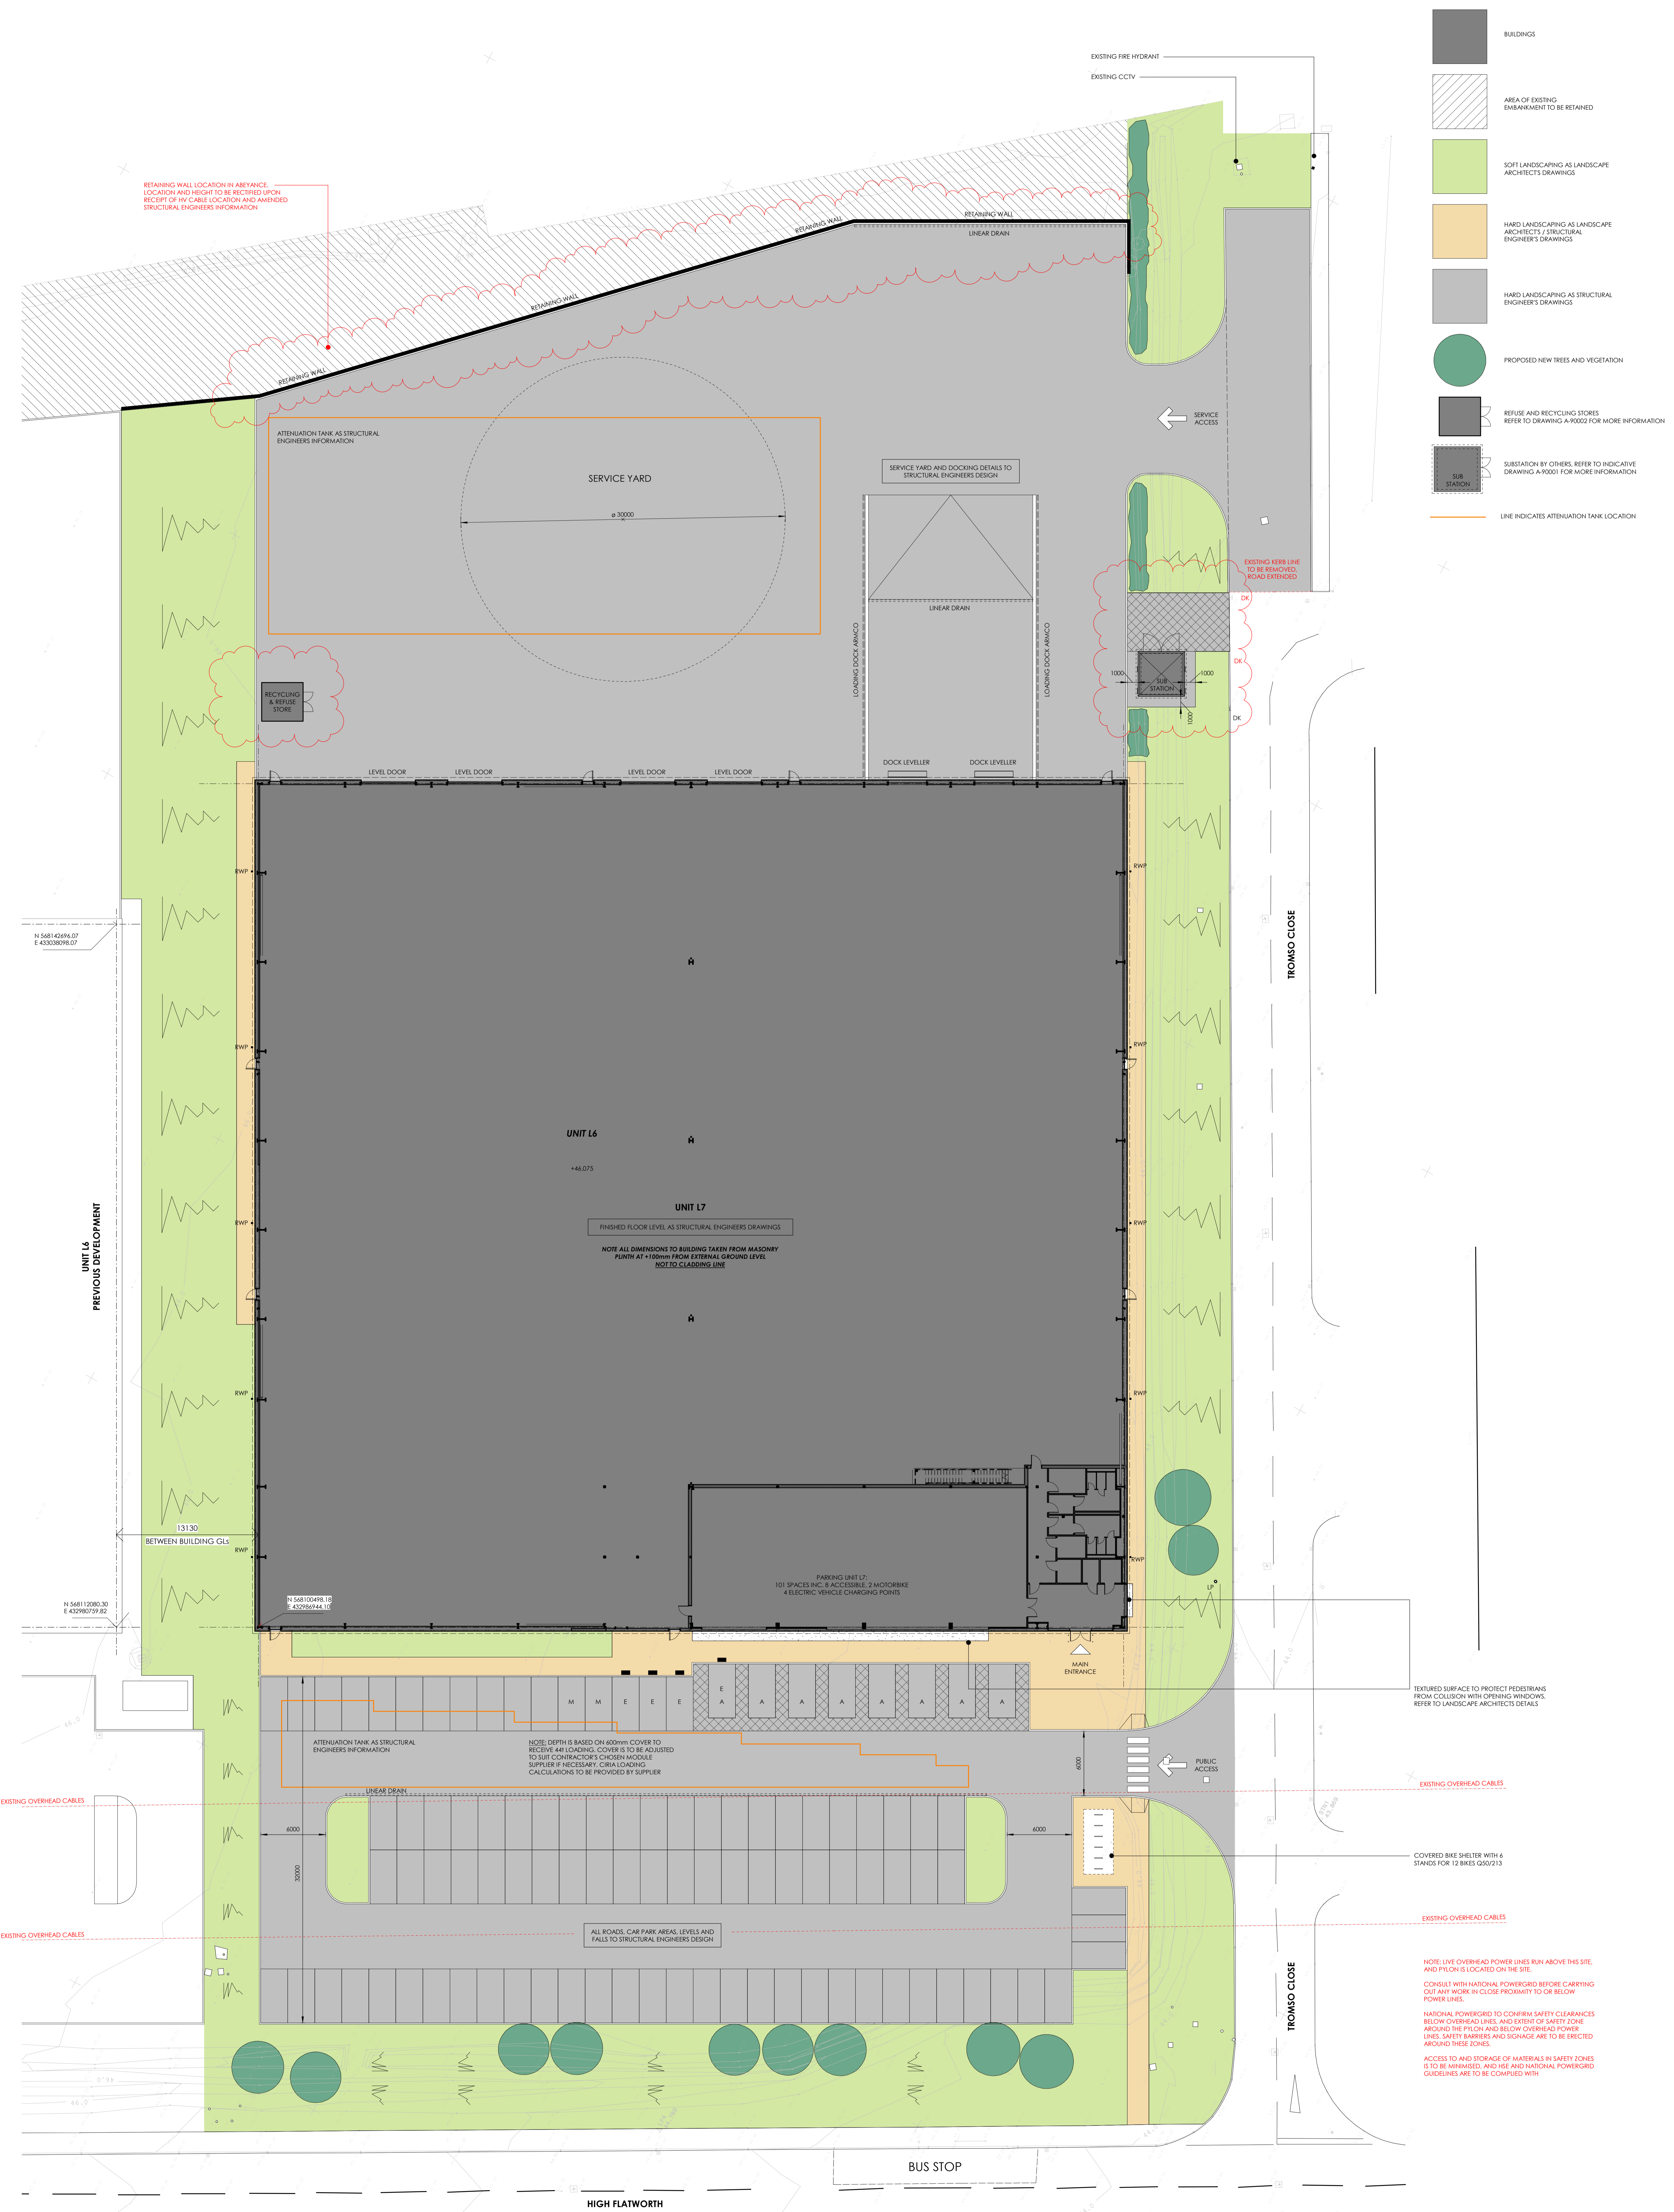 EXISTING FIRE HYDRANT
EXISTING CCTV
BUILDINGS
AREA OF EXISTING
EMBANKMENT TO BE RETAINED
SOFT LANDSCAPING AS LANDSCAPE
ARCHITECT'S DRAWINGS
HARD LANDSCAPING AS LANDSCAPE
ARCHITECT'S / STRUCTURAL
ENGINEER'S DRAWINGS
HARD LANDSCAPING AS STRUCTURAL
ENGINEER'S DRAWINGS
PROPOSED NEW TREES AND VEGETATION
REFUSE AND RECYCLING STORES
REFER TO DRAWING A-90002 FOR MORE INFORMATION
SUB
STATION
SUBSTATION BY OTHERS, REFER TO INDICATIVE
DRAWING A-90001 FOR MORE INFORMATION
LINE INDICATES ATTENUATION TANK LOCATION
RETAINING WALL LOCATION IN ABEYANCE,
LOCATION AND HEIGHT TO BE RECTIFIED UPON
RECEIPT OF HV CABLE LOCATION AND AMENDED
STRUCTURAL ENGINEERS INFORMATION
RETAINING WALL
RETAINING WALL
RETAINING WALL
RETAINING WALL
LINEAR DRAIN
SERVICE
ACCESS
ATTENUATION TANK AS STRUCTURAL
ENGINEERS INFORMATION
SERVICE YARD
ø 30000
SERVICE YARD AND DOCKING DETAILS TO
STRUCTURAL ENGINEERS DESIGN
LINEAR DRAIN
LOADING DOCK ARMCO
LOADING DOCK ARMCO
EXISTING KERB LINE
TO BE REMOVED,
ROAD EXTENDED
DK
DK
DK
1000
1000
1000
SUB
STATION
RECYCLING
& REFUSE
STORE
LEVEL DOOR
LEVEL DOOR
LEVEL DOOR
LEVEL DOOR
DOCK LEVELLER
DOCK LEVELLER
RWP
RWP
RWP
RWP
RWP
RWP
RWP
RWP
RWP
RWP
N 568142696.07
E 433038098.07
TROMSO CLOSE
UNIT L6
+46.075
UNIT L7
FINISHED FLOOR LEVEL AS STRUCTURAL ENGINEERS DRAWINGS
NOTE ALL DIMENSIONS TO BUILDING TAKEN FROM MASONRY
PLINTH AT +100mm FROM EXTERNAL GROUND LEVEL
NOT TO CLADDING LINE
UNIT L6
PREVIOUS DEVELOPMENT
13130
BETWEEN BUILDING GLs
N 568112080.30
E 432980759.82
N 568100498.18
E 432986944.10
PARKING UNIT L7:
101 SPACES INC. 8 ACCESSIBLE, 2 MOTORBIKE
4 ELECTRIC VEHICLE CHARGING POINTS
LP
MAIN
ENTRANCE
TEXTURED SURFACE TO PROTECT PEDESTRIANS
FROM COLLISION WITH OPENING WINDOWS.
REFER TO LANDSCAPE ARCHITECTS DETAILS
M M E E E
E
A A A A A A A A
ATTENUATION TANK AS STRUCTURAL
ENGINEERS INFORMATION
NOTE: DEPTH IS BASED ON 600mm COVER TO
RECEIVE 44t LOADING. COVER IS TO BE ADJUSTED
TO SUIT CONTRACTOR'S CHOSEN MODULE
SUPPLIER IF NECESSARY. CIRIA LOADING
CALCULATIONS TO BE PROVIDED BY SUPPLIER
6000
PUBLIC
ACCESS
LINEAR DRAIN
EXISTING OVERHEAD CABLES
EXISTING OVERHEAD CABLES
6000
6000
32000
COVERED BIKE SHELTER WITH 6
STANDS FOR 12 BIKES Q50/213
ALL ROADS, CAR PARK AREAS, LEVELS AND
FALLS TO STRUCTURAL ENGINEERS DESIGN
EXISTING OVERHEAD CABLES
EXISTING OVERHEAD CABLES
NOTE: LIVE OVERHEAD POWER LINES RUN ABOVE THIS SITE,
AND PYLON IS LOCATED ON THE SITE.
CONSULT WITH NATIONAL POWERGRID BEFORE CARRYING
OUT ANY WORK IN CLOSE PROXIMITY TO OR BELOW
POWER LINES.
NATIONAL POWERGRID TO CONFIRM SAFETY CLEARANCES
BELOW OVERHEAD LINES, AND EXTENT OF SAFETY ZONE
AROUND THE PYLON AND BELOW OVERHEAD POWER
LINES. SAFETY BARRIERS AND SIGNAGE ARE TO BE ERECTED
AROUND THESE ZONES.
ACCESS TO AND STORAGE OF MATERIALS IN SAFETY ZONES
IS TO BE MINIMISED, AND HSE AND NATIONAL POWERGRID
GUIDELINES ARE TO BE COMPLIED WITH
TROMSO CLOSE
BUS STOP
HIGH FLATWORTH